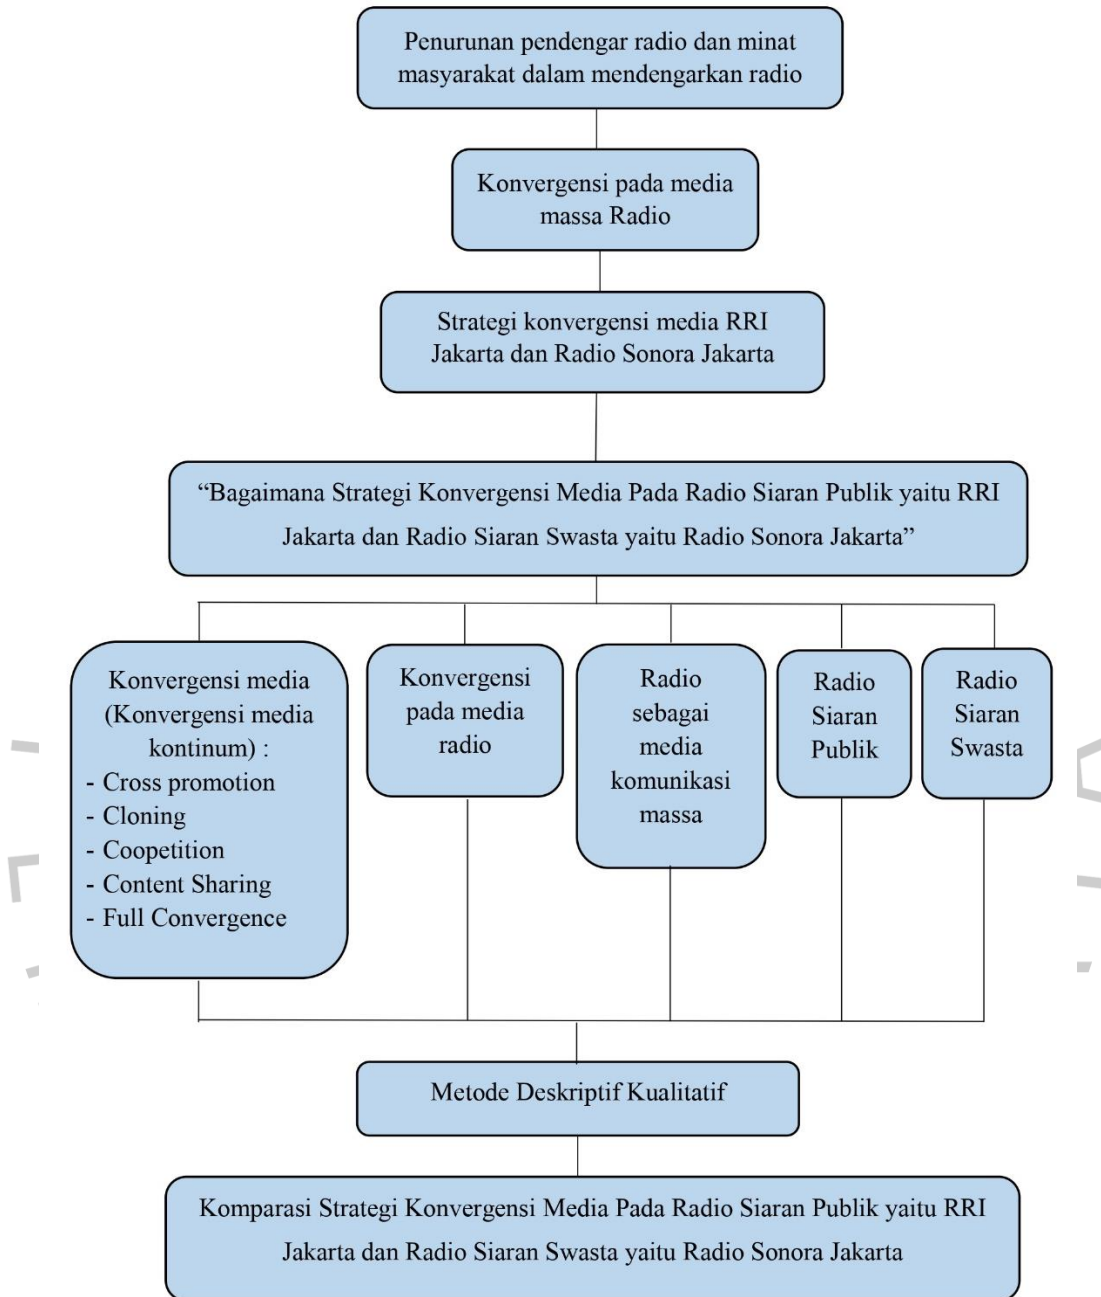 Penurunan pendengar radio dan minat
masyarakat dalam mendengarkan radio
Konvergensi pada media
massa Radio
Strategi konvergensi media RRI
Jakarta dan Radio Sonora Jakarta
“Bagaimana Strategi Konvergensi Media Pada Radio Siaran Publik yaitu RRI
Jakarta dan Radio Siaran Swasta yaitu Radio Sonora Jakarta”
Konvergensi media
(Konvergensi media
kontinum) :
- Cross promotion
- Cloning
- Coopetition
- Content Sharing
- Full Convergence
Konvergensi
pada media
radio
Radio
sebagai
media
komunikasi
massa
Radio
Siaran
Publik
Radio
Siaran
Swasta
Metode Deskriptif Kualitatif
Komparasi Strategi Konvergensi Media Pada Radio Siaran Publik yaitu RRI
Jakarta dan Radio Siaran Swasta yaitu Radio Sonora Jakarta